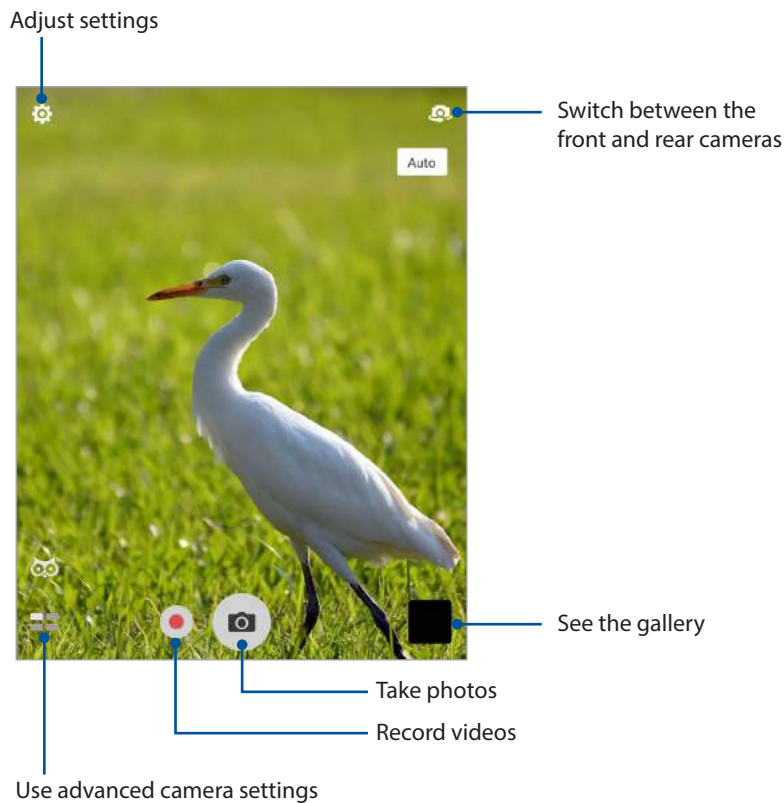 Adjust settings
Switch between the
front and rear cameras
Auto
See the gallery
Take photos
Record videos
Use advanced camera settings